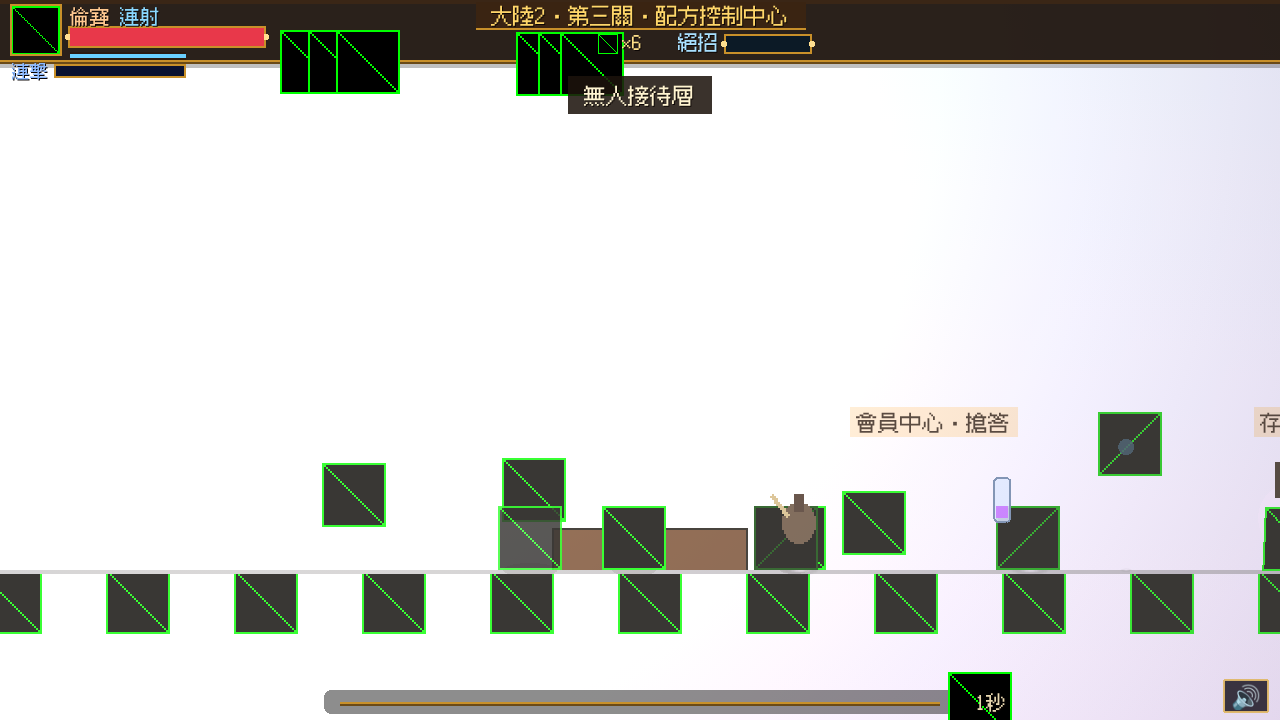 倫寶 連射
大陸2・第三關・配方控制中心
×6
絕招
連擊
無人接待層
會員中心・搶答
存
1秒